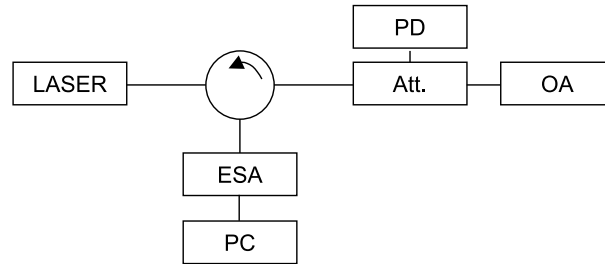 PD
LASER
Att.
OA
ESA
PC